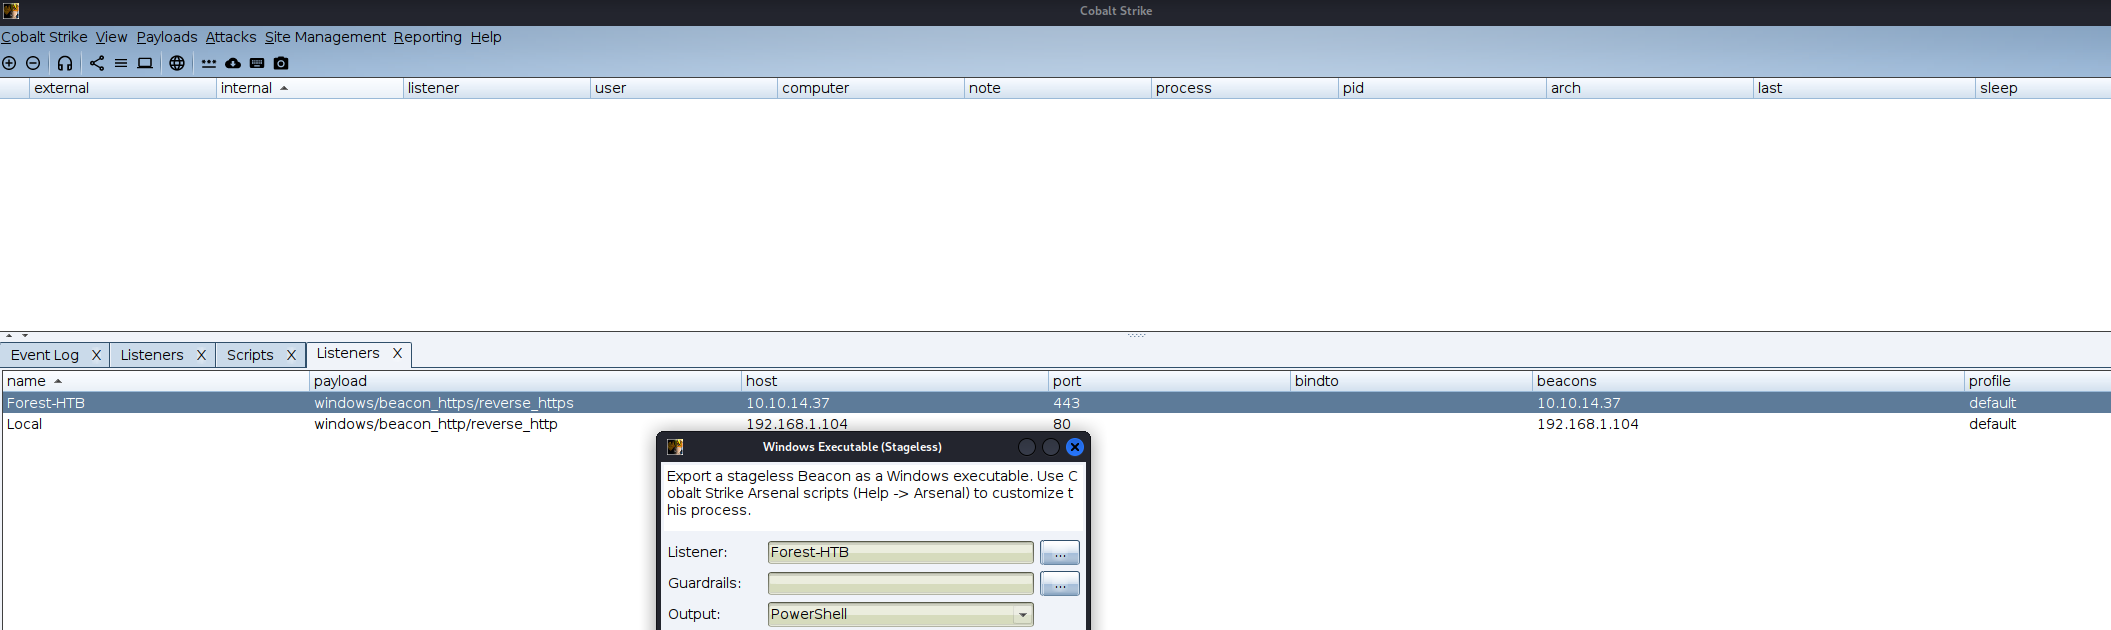 Cobalt Strike
Cobalt Strike View Payloads Attacks Site Management Reporting Help
external internal listener user computer note process pid arch last sleep
Event Log X Listeners X Scripts X Listeners X
name payload host port bindto beacons profile
Forest-HTB windows/beacon_https/reverse_https 10.10.14.37 443 10.10.14.37 default
Local windows/beacon_http/reverse_http 192.168.1.104 80 192.168.1.104 default
Windows Executable (Stageless)
Export a stageless Beacon as a Windows executable. Use C
obalt Strike Arsenal scripts (Help -> Arsenal) to customize t
his process.
Listener: Forest-HTB ...
Guardrails: ...
Output: PowerShell